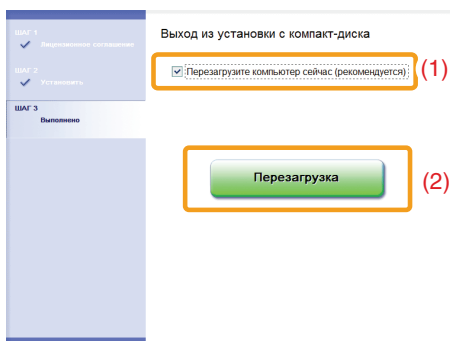 ШАГ 1
Лицензионное соглашение
ШАГ 2
Установить
ШАГ 3
Выполнено
Выход из установки с компакт-диска
Перезагрузите компьютер сейчас (рекомендуется)
(1)
Перезагрузка
(2)